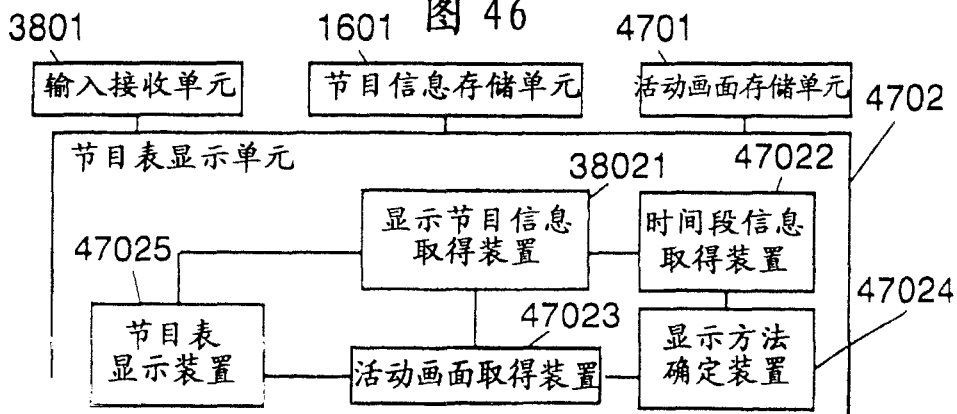 图 46
3801
1601
4701
输入接收单元
节目信息存储单元
活动画面存储单元
4702
节目表显示单元
38021
47022
显示节目信息
取得装置
时间段信息
取得装置
47025
47024
47023
节目表
显示装置
活动画面取得装置
显示方法
确定装置